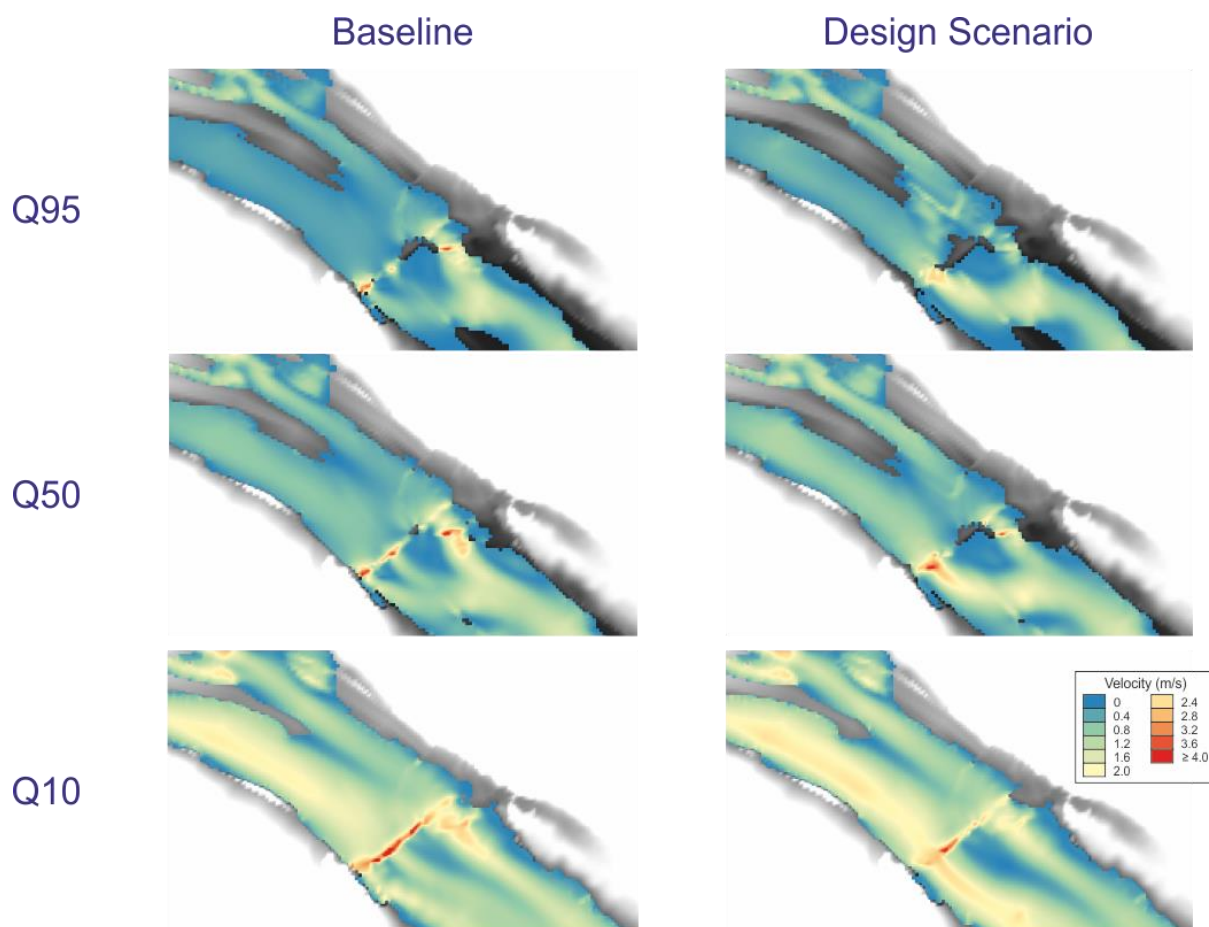 Baseline
Design Scenario
Q95
Q50
Q10
Velocity (m/s)
0 2.4
0.4 2.8
0.8 3.2
1.2 3.6
1.6 ≥ 4.0
2.0